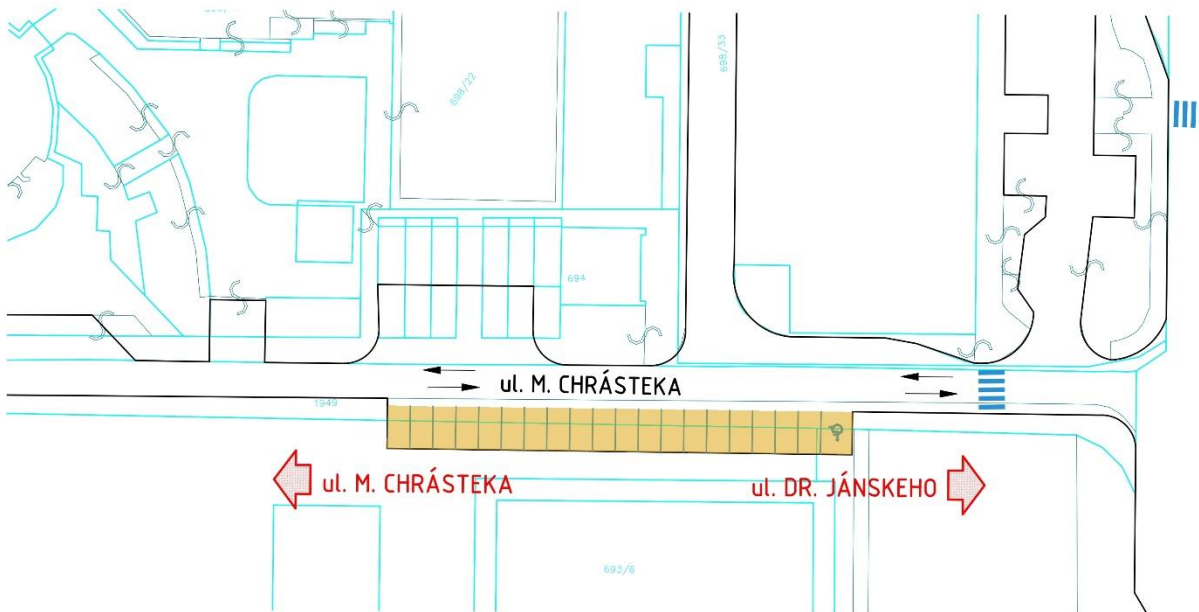 698/33
698/22
694
ul. M. CHRÁSTEKA
1949
ul. M. CHRÁSTEKA
ul. DR. JÁNSKEHO
693/6